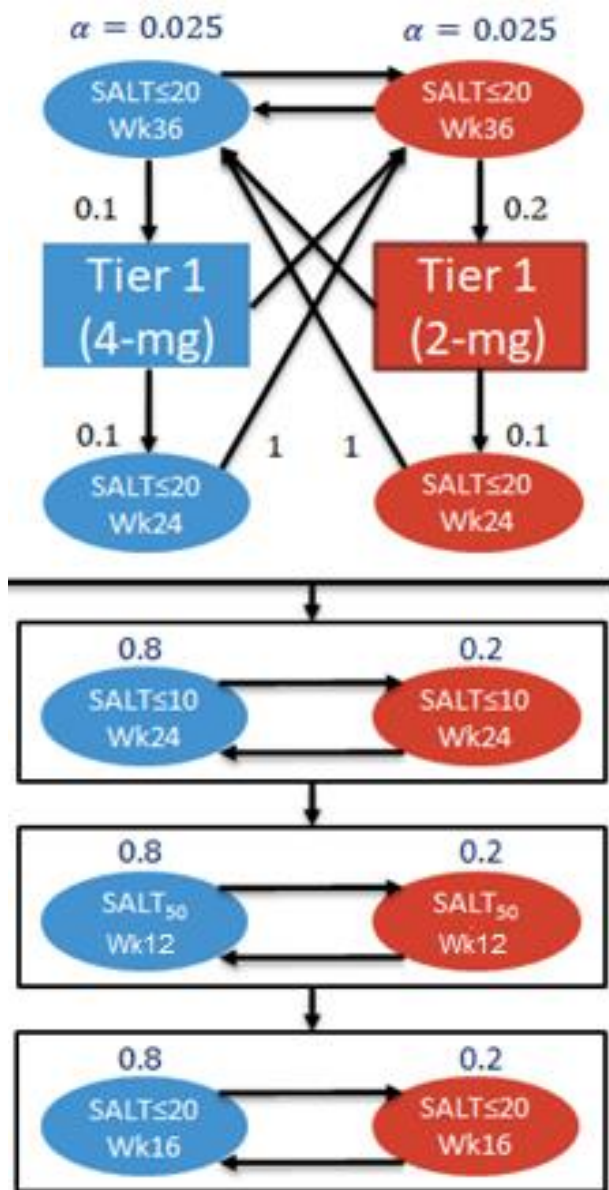 α = 0.025 α = 0.025
SALT≤20 SALT≤20
Wk36 Wk36
0.1 0.2
Tier 1 Tier 1
(4-mg) (2-mg)
0.1 1 1 0.1
SALT≤20 SALT≤20
Wk24 Wk24
0.8 0.2
SALT≤10 SALT≤10
Wk24 Wk24
0.8 0.2
SALT₅₀ SALT₅₀
Wk12 Wk12
0.8 0.2
SALT≤20 SALT≤20
Wk16 Wk16